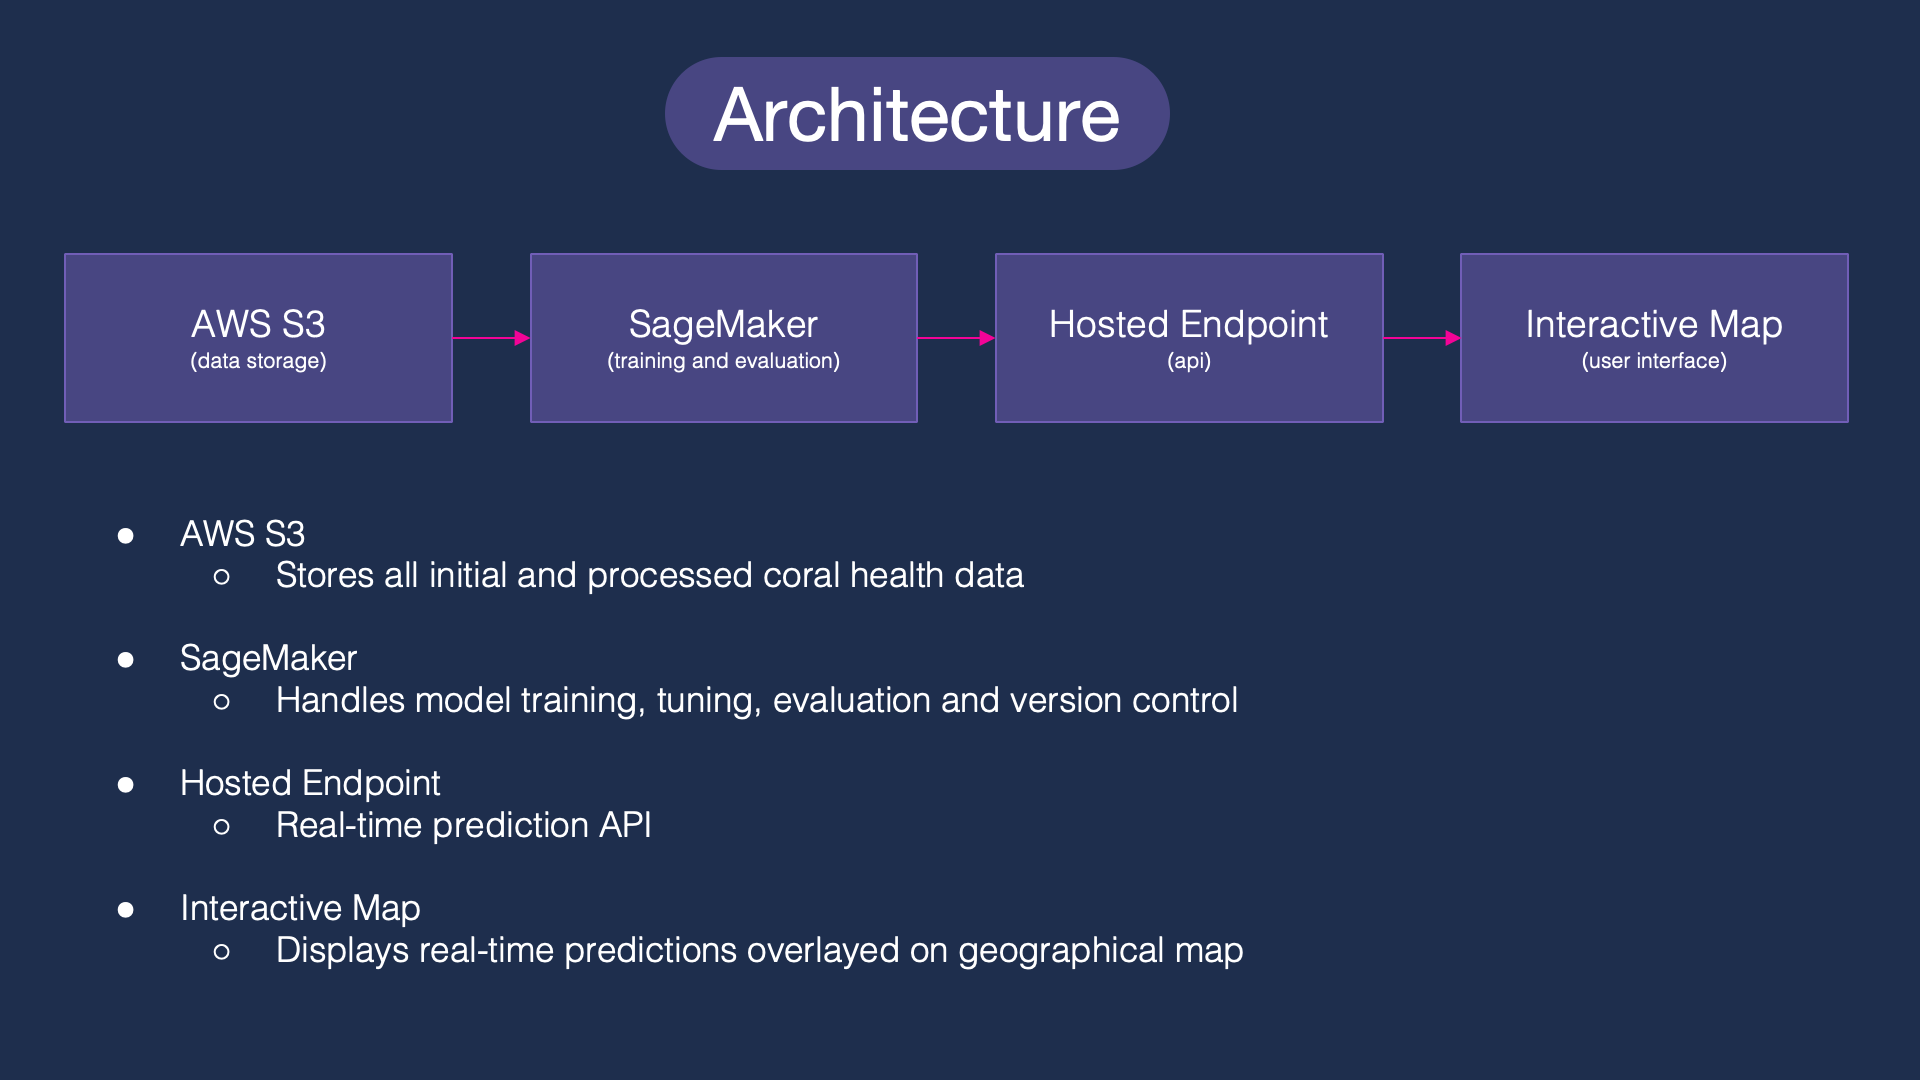 Architecture
AWS S3
(data storage)
SageMaker
(training and evaluation)
Hosted Endpoint
(api)
Interactive Map
(user interface)
● AWS S3
○ Stores all initial and processed coral health data
● SageMaker
○ Handles model training, tuning, evaluation and version control
● Hosted Endpoint
○ Real-time prediction API
● Interactive Map
○ Displays real-time predictions overlayed on geographical map